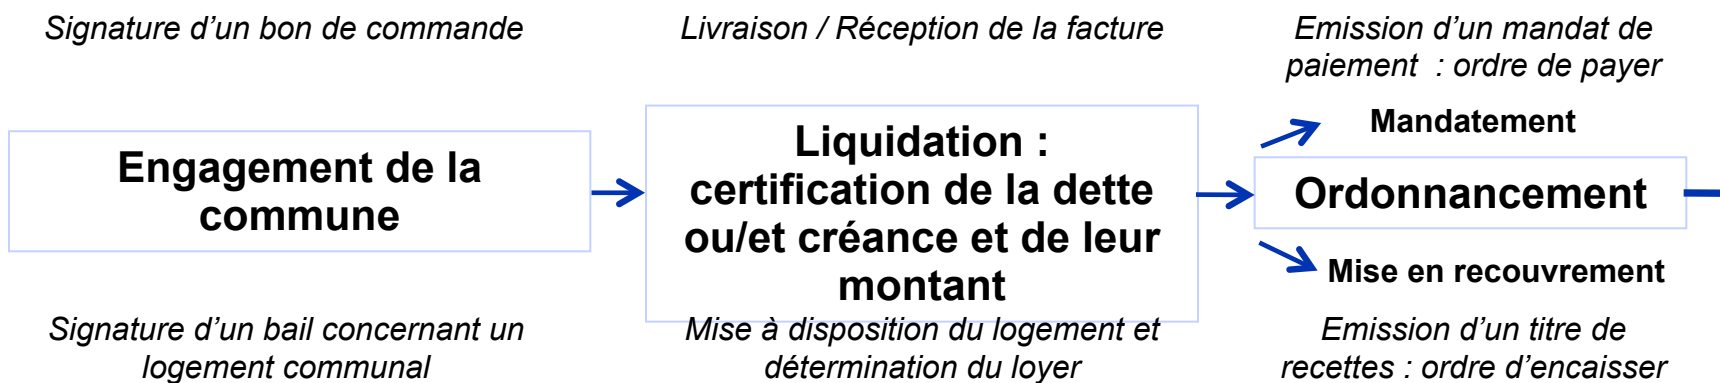 Signature d’un bon de commande
Livraison / Réception de la facture
Emission d’un mandat de
paiement : ordre de payer
Mandatement
Engagement de la
commune
Liquidation :
certification de la dette
ou/et créance et de leur
montant
Ordonnancement
Mise en recouvrement
Signature d’un bail concernant un
logement communal
Mise à disposition du logement et
détermination du loyer
Emission d’un titre de
recettes : ordre d’encaisser